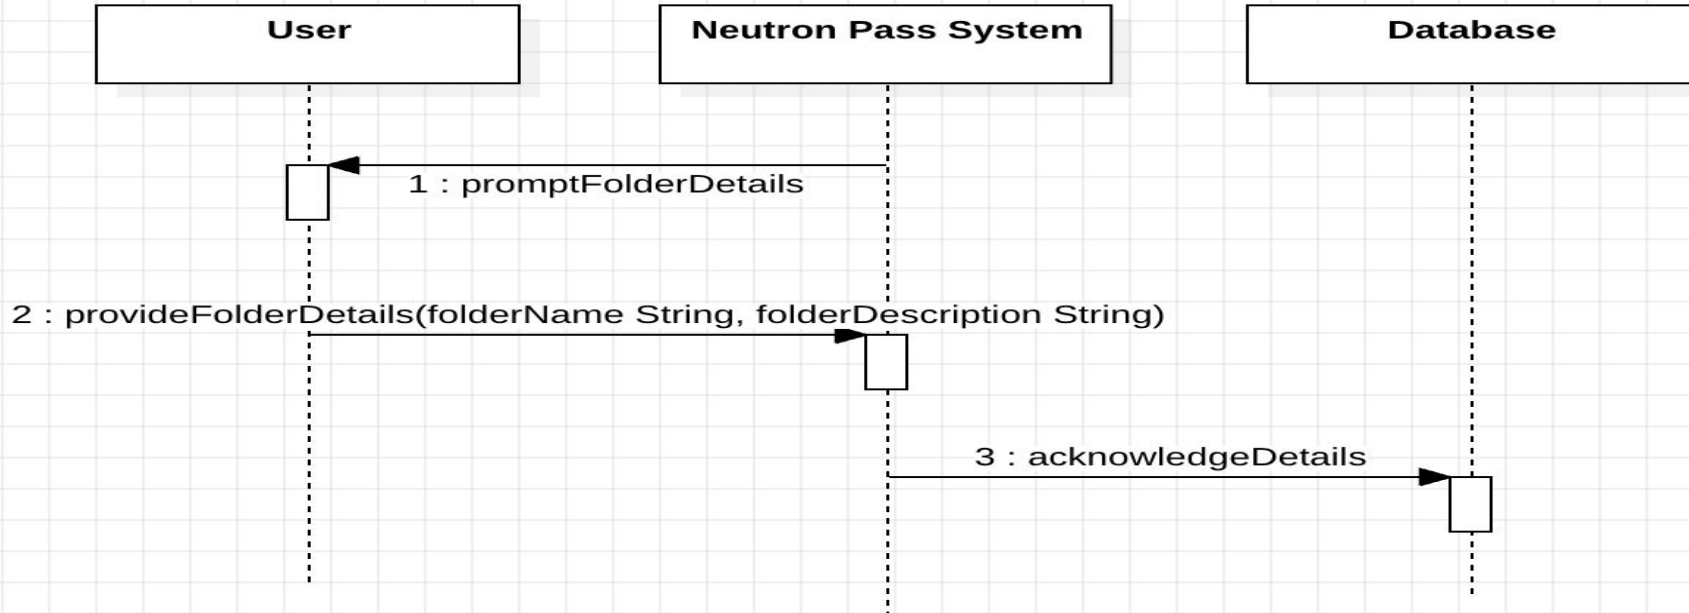 User
Neutron Pass System
Database
1 : promptFolderDetails
2 : provideFolderDetails(folderName String, folderDescription String)
3 : acknowledgeDetails